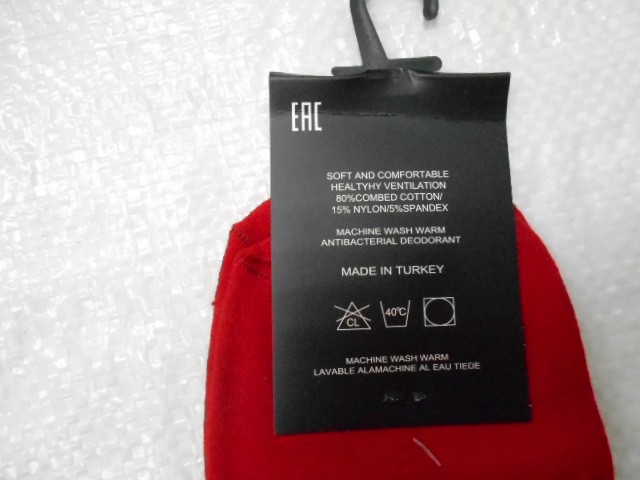 EAC
SOFT AND COMFORTABLE
HEALTYHY VENTILATION
80%COMBED COTTON/
15% NYLON/5%SPANDEX
MACHINE WASH WARM
ANTIBACTERIAL DEODORANT
MADE IN TURKEY
CL 40°C
MACHINE WASH WARM
LAVABLE ALAMACHINE AL EAU TIEDE